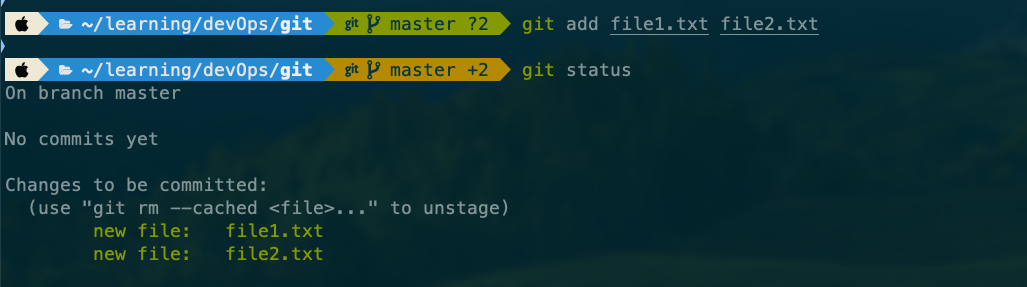 ~/learning/devOps/git git master ?2 git add file1.txt file2.txt
~/learning/devOps/git git master +2 git status
On branch master
No commits yet
Changes to be committed:
(use "git rm --cached <file>..." to unstage)
new file: file1.txt
new file: file2.txt